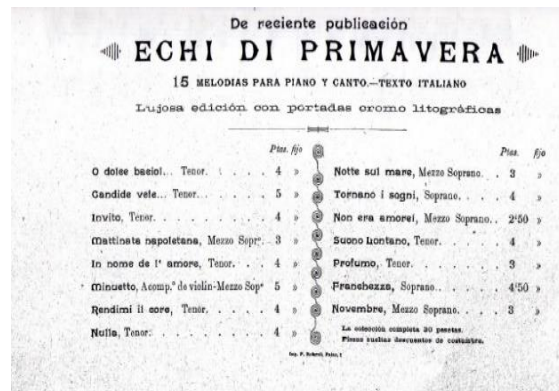 De reciente publicación
ECHI DI PRIMAVERA
15 MELODIAS PARA PIANO Y CANTO.—TEXTO ITALIANO
Lujosa edición con portadas cromo litográficas
Ptas. fijo
O dolce bacio!... Tenor. . . . . 4 »
Candide vele... Tenor. . . . . 5 »
Invito, Tenor. . . . . . . . 4 »
Mattinata napoletana, Mezzo Sopr°. 3 »
In nome de l' amore, Tenor. . . . 4 »
Minuetto, Acomp.° de violin-Mezzo Sop° 5 »
Rendimi il core, Tenor. . . . . 4 »
Nulla, Tenor. . . . . . . . 4 »
Ptas. fijo
Notte sul mare, Mezzo Soprano. . . 3 »
Tornano i sogni, Soprano. . . . . 4 »
Non era amore!, Mezzo Soprano. . 2'50 »
Suono lontano, Tenor. . . . . . 4 »
Profumo, Tenor. . . . . . . 3 »
Franchezza, Soprano. . . . . . 4'50 »
Novembre, Mezzo Soprano. . . . 3 »
La colección completa 30 pesetas.
Piezas sueltas descuentos de costumbre.